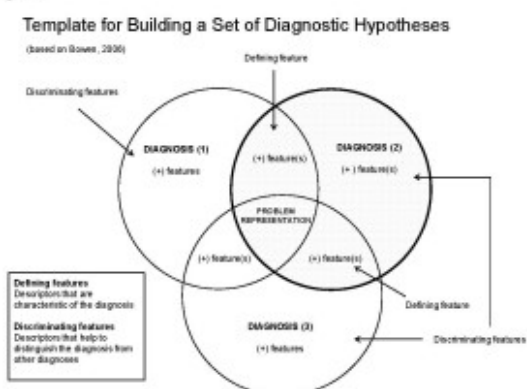 Template for Building a Set of Diagnostic Hypotheses
(based on Bowen, 2006)
Defining feature
Discriminating features
DIAGNOSIS (1)
(+) features
(+) feature(s)
DIAGNOSIS (2)
(+ ) feature(s)
PROBLEM
REPRESENTATION
(+) feature(s)
(+) feature(s)
Defining features
Descriptors that are
characteristic of the diagnosis
Discriminating features
Descriptors that help to
distinguish the diagnosis from
other diagnoses
Defining feature
DIAGNOSIS (3)
(+) features
Discriminating features